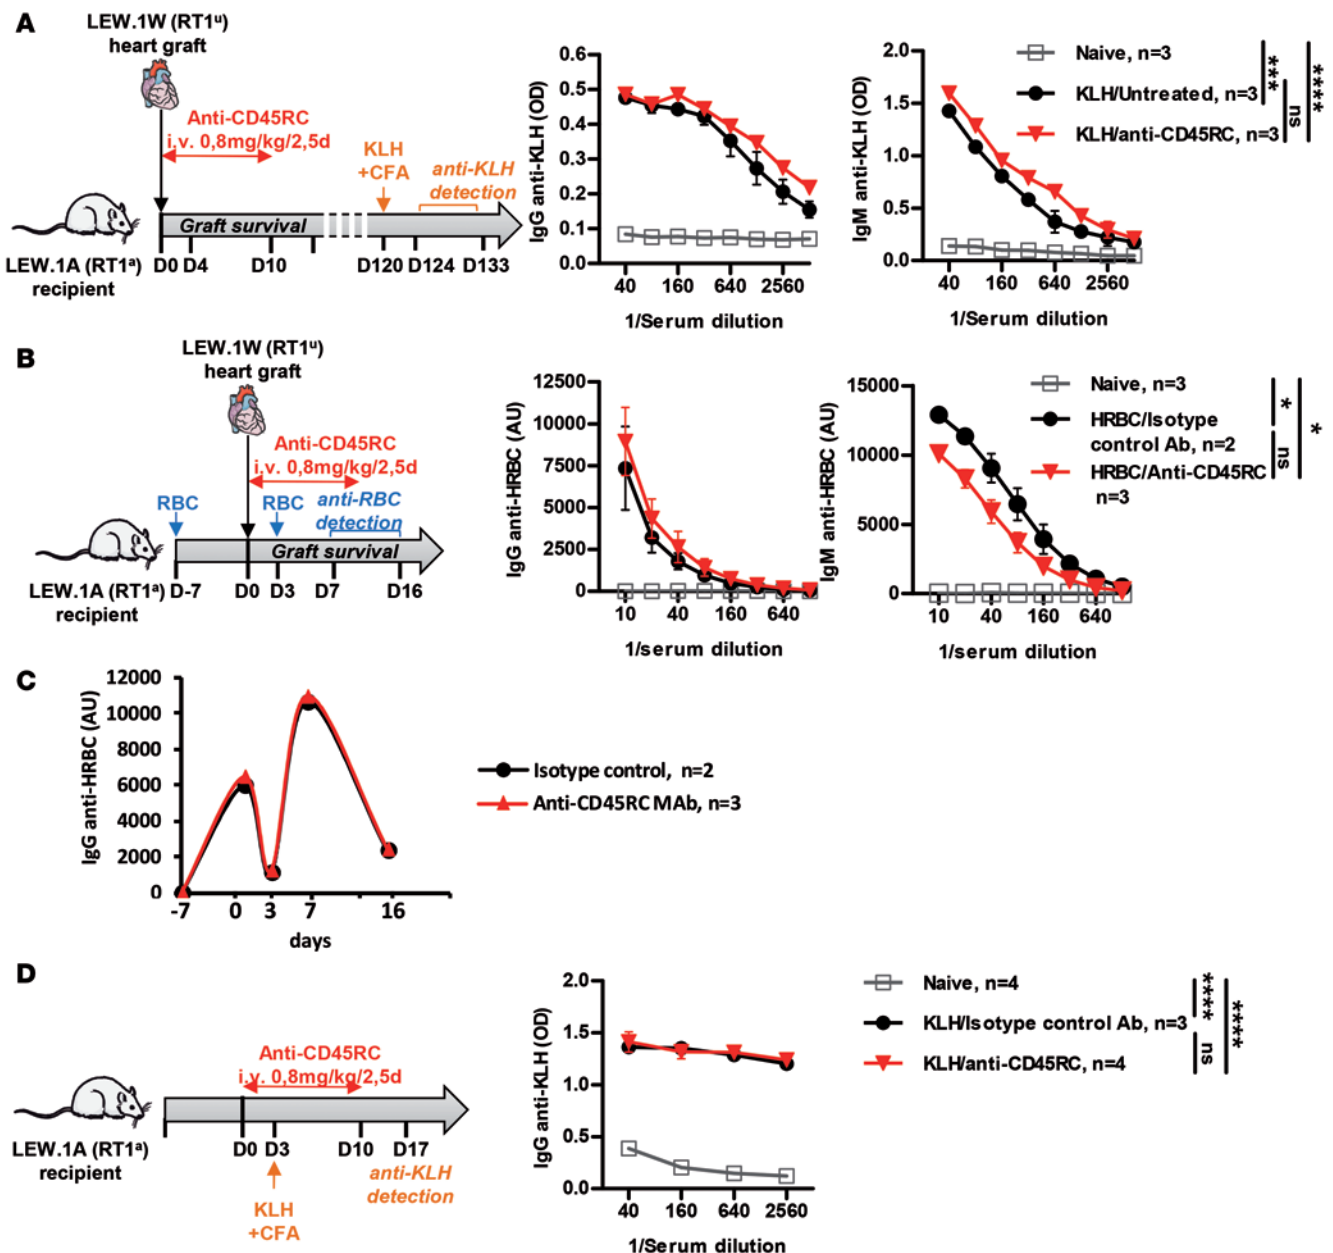 A
LEW.1W (RT1ᵘ)
heart graft
Anti-CD45RC
i.v. 0,8mg/kg/2,5d
KLH
+CFA
anti-KLH
detection
Graft survival
LEW.1A (RT1ᵃ)
recipient
D0 D4 D10 D120 D124 D133
IgG anti-KLH (OD)
0.6
0.5
0.4
0.3
0.2
0.1
0.0
40 160 640 2560
1/Serum dilution
IgM anti-KLH (OD)
2.0
1.5
1.0
0.5
0.0
40 160 640 2560
1/Serum dilution
Naive, n=3
KLH/Untreated, n=3
KLH/anti-CD45RC, n=3
***
ns
****
B
LEW.1W (RT1ᵘ)
heart graft
Anti-CD45RC
i.v. 0,8mg/kg/2,5d
RBC
RBC
anti-RBC
detection
Graft survival
LEW.1A (RT1ᵃ)
recipient
D-7 D0 D3 D7 D16
IgG anti-HRBC (AU)
12500
10000
7500
5000
2500
0
10 40 160 640
1/serum dilution
IgM anti-HRBC (AU)
15000
10000
5000
0
10 40 160 640
1/serum dilution
Naive, n=3
HRBC/Isotype
control Ab, n=2
HRBC/Anti-CD45RC
n=3
*
ns
*
C
IgG anti-HRBC (AU)
12000
10000
8000
6000
4000
2000
0
-7 0 3 7 16
days
Isotype control, n=2
Anti-CD45RC MAb, n=3
D
Anti-CD45RC
i.v. 0,8mg/kg/2,5d
LEW.1A (RT1ᵃ)
recipient
D0 D3 D10 D17
KLH
+CFA
anti-KLH
detection
IgG anti-KLH (OD)
2.0
1.5
1.0
0.5
0.0
40 160 640 2560
1/Serum dilution
Naive, n=4
KLH/Isotype control Ab, n=3
KLH/anti-CD45RC, n=4
****
ns
****